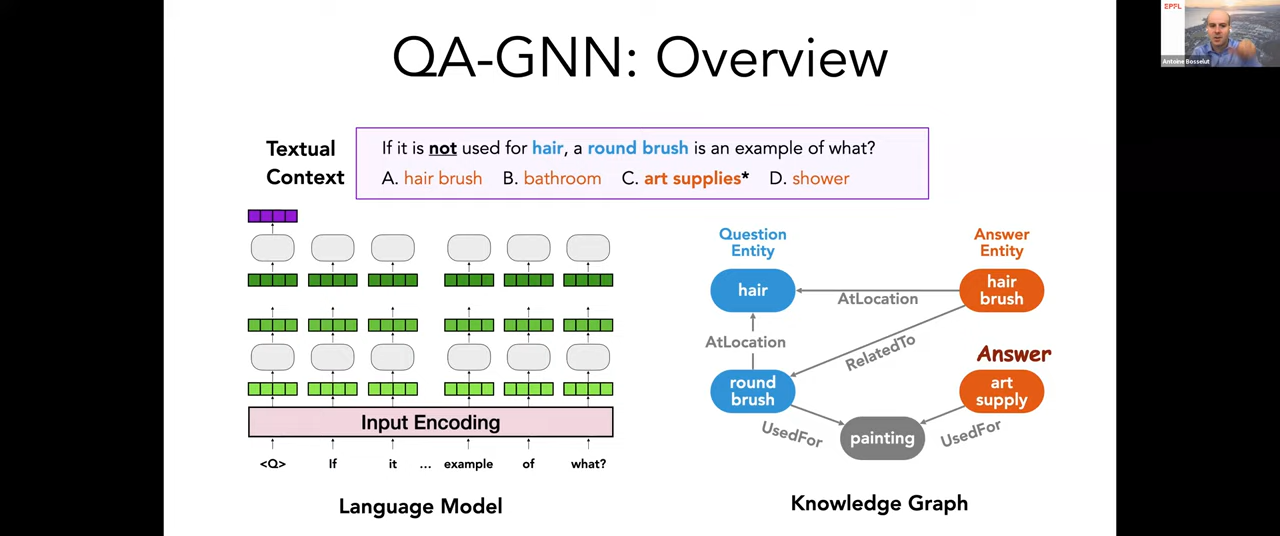 EPFL
Antoine Bosselut
QA-GNN: Overview
Textual
Context
If it is not used for hair, a round brush is an example of what?
A. hair brush B. bathroom C. art supplies* D. shower
Question
Entity
Answer
Entity
hair
hair
brush
AtLocation
AtLocation
RelatedTo
Answer
round
brush
art
supply
UsedFor
painting
UsedFor
Input Encoding
<Q> If it ... example of what?
Language Model
Knowledge Graph